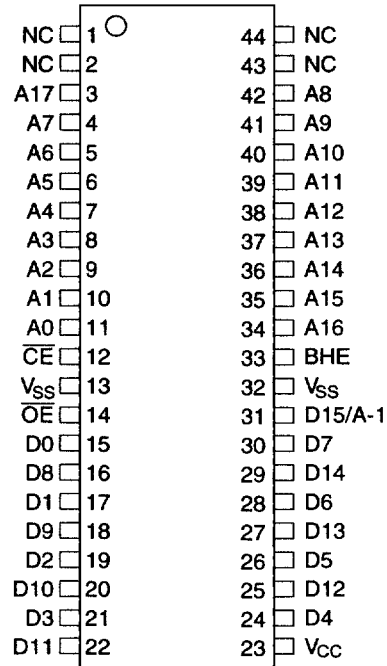 NC 1 44 NC
NC 2 43 NC
A17 3 42 A8
A7 4 41 A9
A6 5 40 A10
A5 6 39 A11
A4 7 38 A12
A3 8 37 A13
A2 9 36 A14
A1 10 35 A15
A0 11 34 A16
C̅E̅ 12 33 BHE
VSS 13 32 VSS
O̅E̅ 14 31 D15/A-1
D0 15 30 D7
D8 16 29 D14
D1 17 28 D6
D9 18 27 D13
D2 19 26 D5
D10 20 25 D12
D3 21 24 D4
D11 22 23 VCC